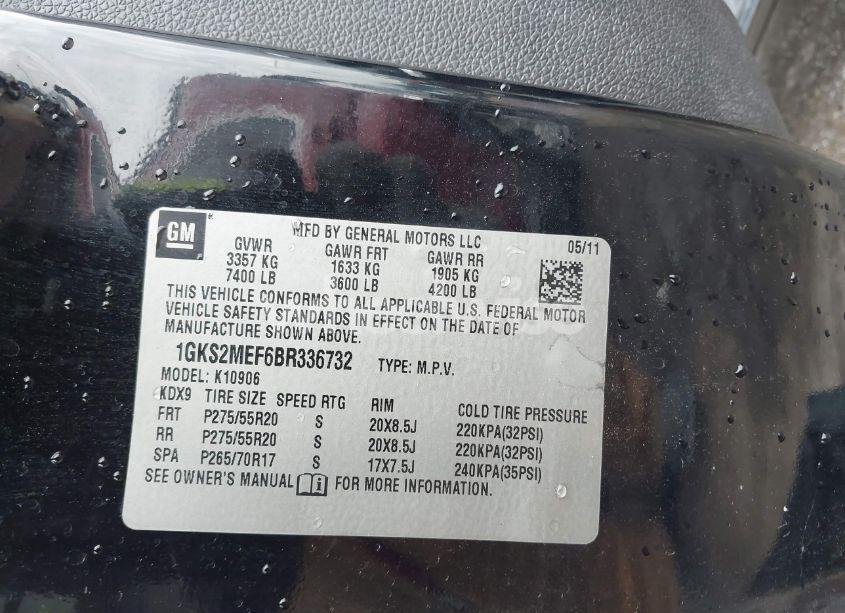 GM
MFD BY GENERAL MOTORS LLC 05/11
GVWR GAWR FRT GAWR RR
3357 KG 1633 KG 1905 KG
7400 LB 3600 LB 4200 LB
THIS VEHICLE CONFORMS TO ALL APPLICABLE U.S. FEDERAL MOTOR
VEHICLE SAFETY STANDARDS IN EFFECT ON THE DATE OF
MANUFACTURE SHOWN ABOVE.
1GKS2MEF6BR336732 TYPE: M.P.V.
MODEL: K10906
KDX9 TIRE SIZE SPEED RTG RIM COLD TIRE PRESSURE
FRT P275/55R20 S 20X8.5J 220KPA(32PSI)
RR P275/55R20 S 20X8.5J 220KPA(32PSI)
SPA P265/70R17 S 17X7.5J 240KPA(35PSI)
SEE OWNER'S MANUAL FOR MORE INFORMATION.